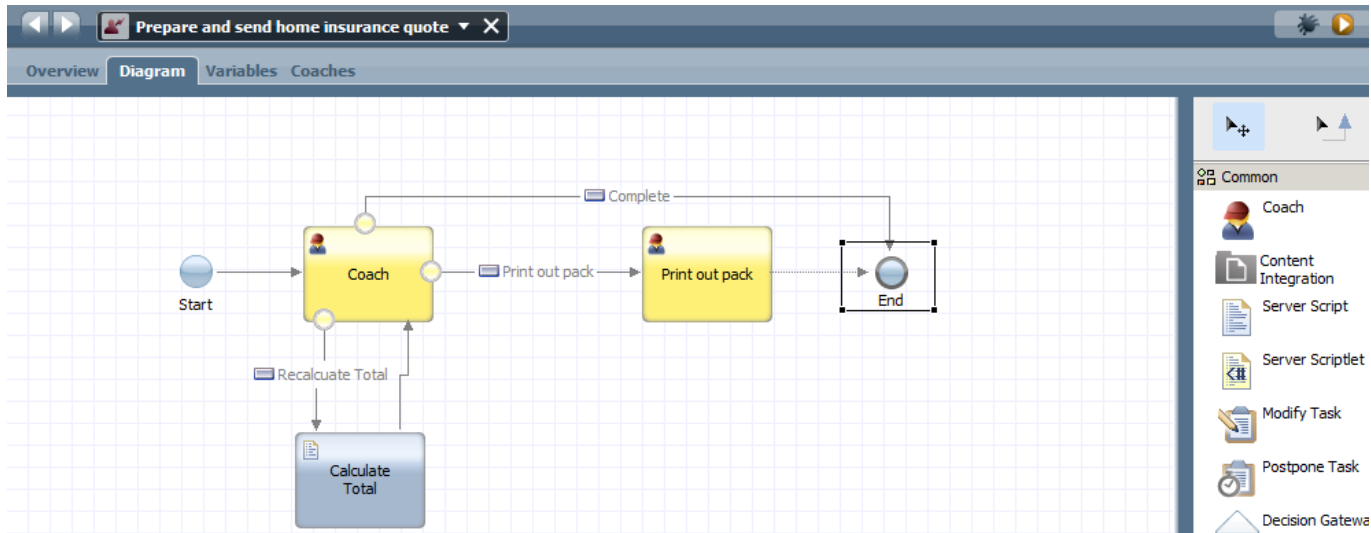 Prepare and send home insurance quote
Overview Diagram Variables Coaches
Common
Coach
Content
Integration
Server Script
Server Scriptlet
Modify Task
Postpone Task
Decision Gatewa
Complete
Coach
Print out pack
Print out pack
Start
End
Recalcuate Total
Calculate
Total